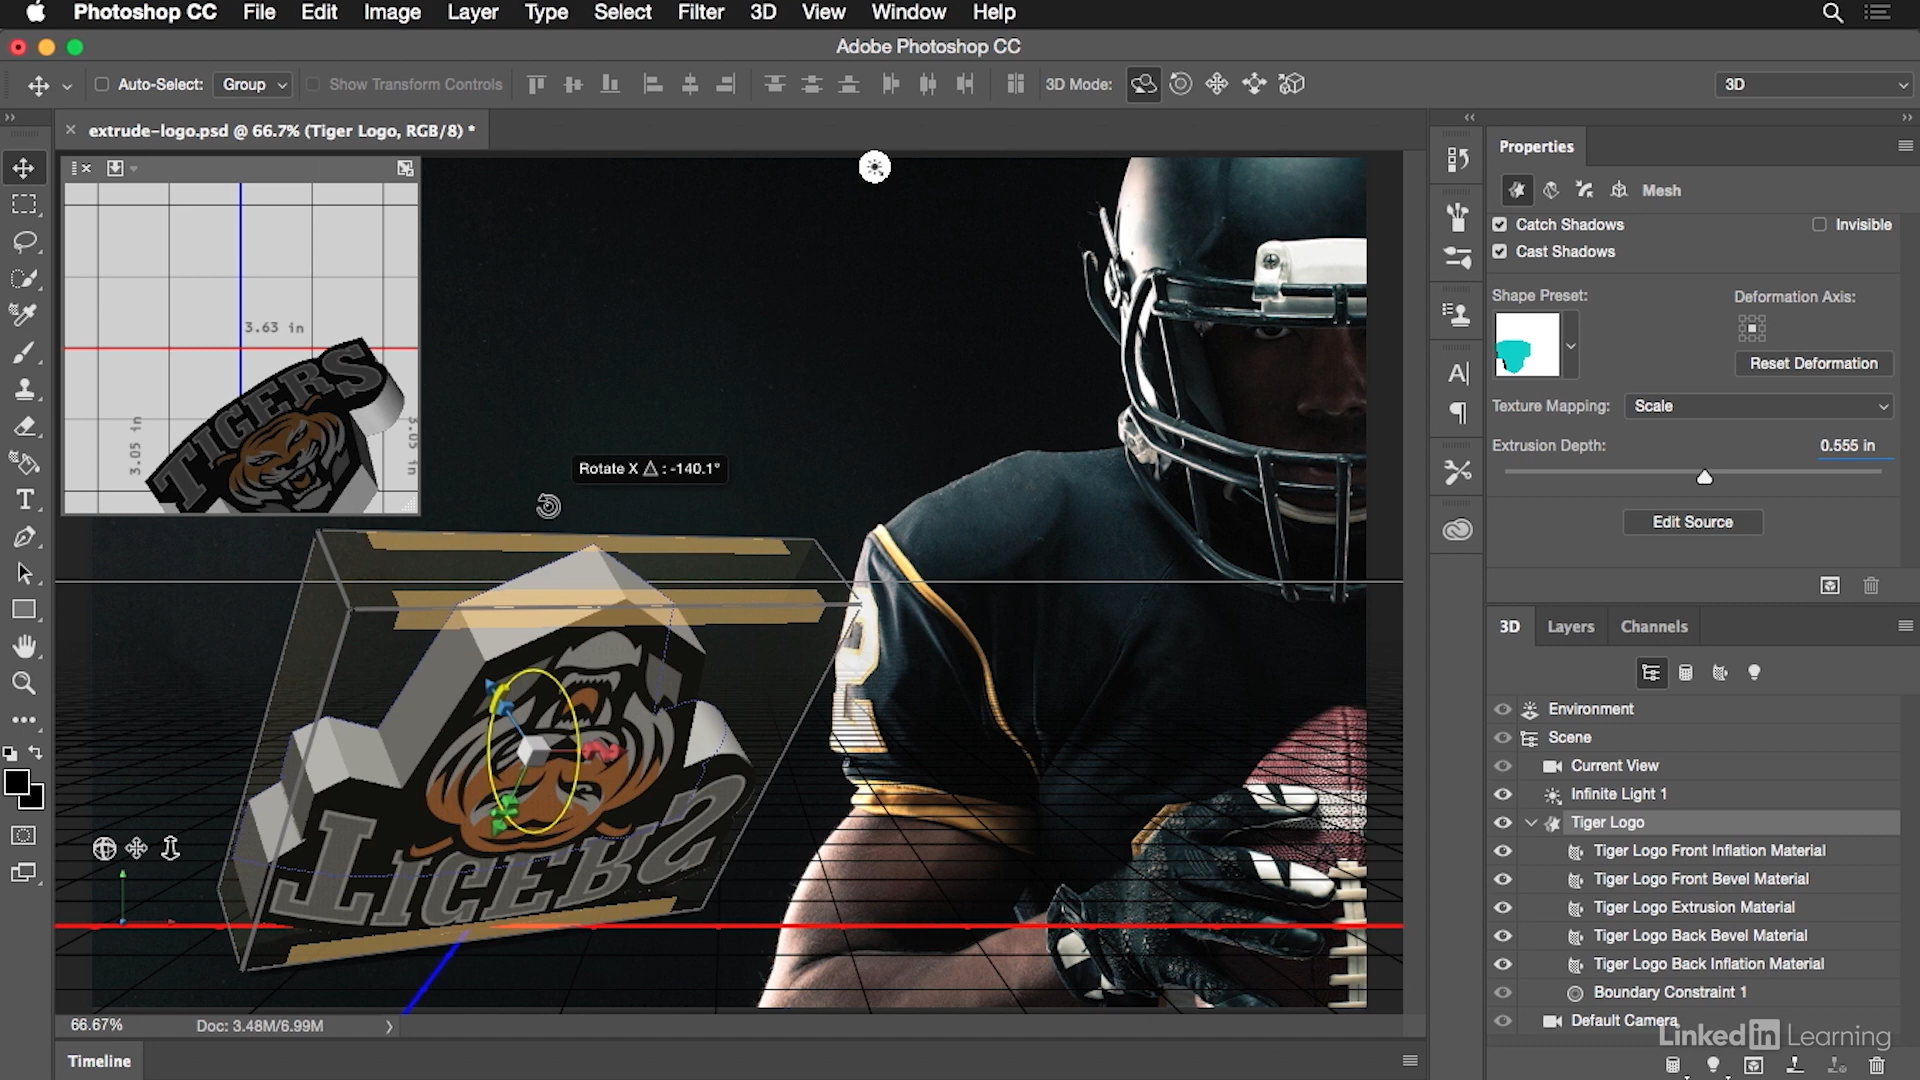 Photoshop CC File Edit Image Layer Type Select Filter 3D View Window Help
Adobe Photoshop CC
Auto-Select: Group Show Transform Controls 3D Mode: 3D
extrude-logo.psd @ 66.7% (Tiger Logo, RGB/8) *
3.63 in
3.05 in
3.05 in
TIGERS
Rotate X △ : -140.1°
TIGERS
2
66.67% Doc: 3.48M/6.99M
Timeline
Properties
Mesh
Catch Shadows Invisible
Cast Shadows
Shape Preset: Deformation Axis:
Reset Deformation
Texture Mapping: Scale
Extrusion Depth: 0.555 in
Edit Source
3D Layers Channels
Environment
Scene
Current View
Infinite Light 1
Tiger Logo
Tiger Logo Front Inflation Material
Tiger Logo Front Bevel Material
Tiger Logo Extrusion Material
Tiger Logo Back Bevel Material
Tiger Logo Back Inflation Material
Boundary Constraint 1
Default Camera
LinkedIn Learning